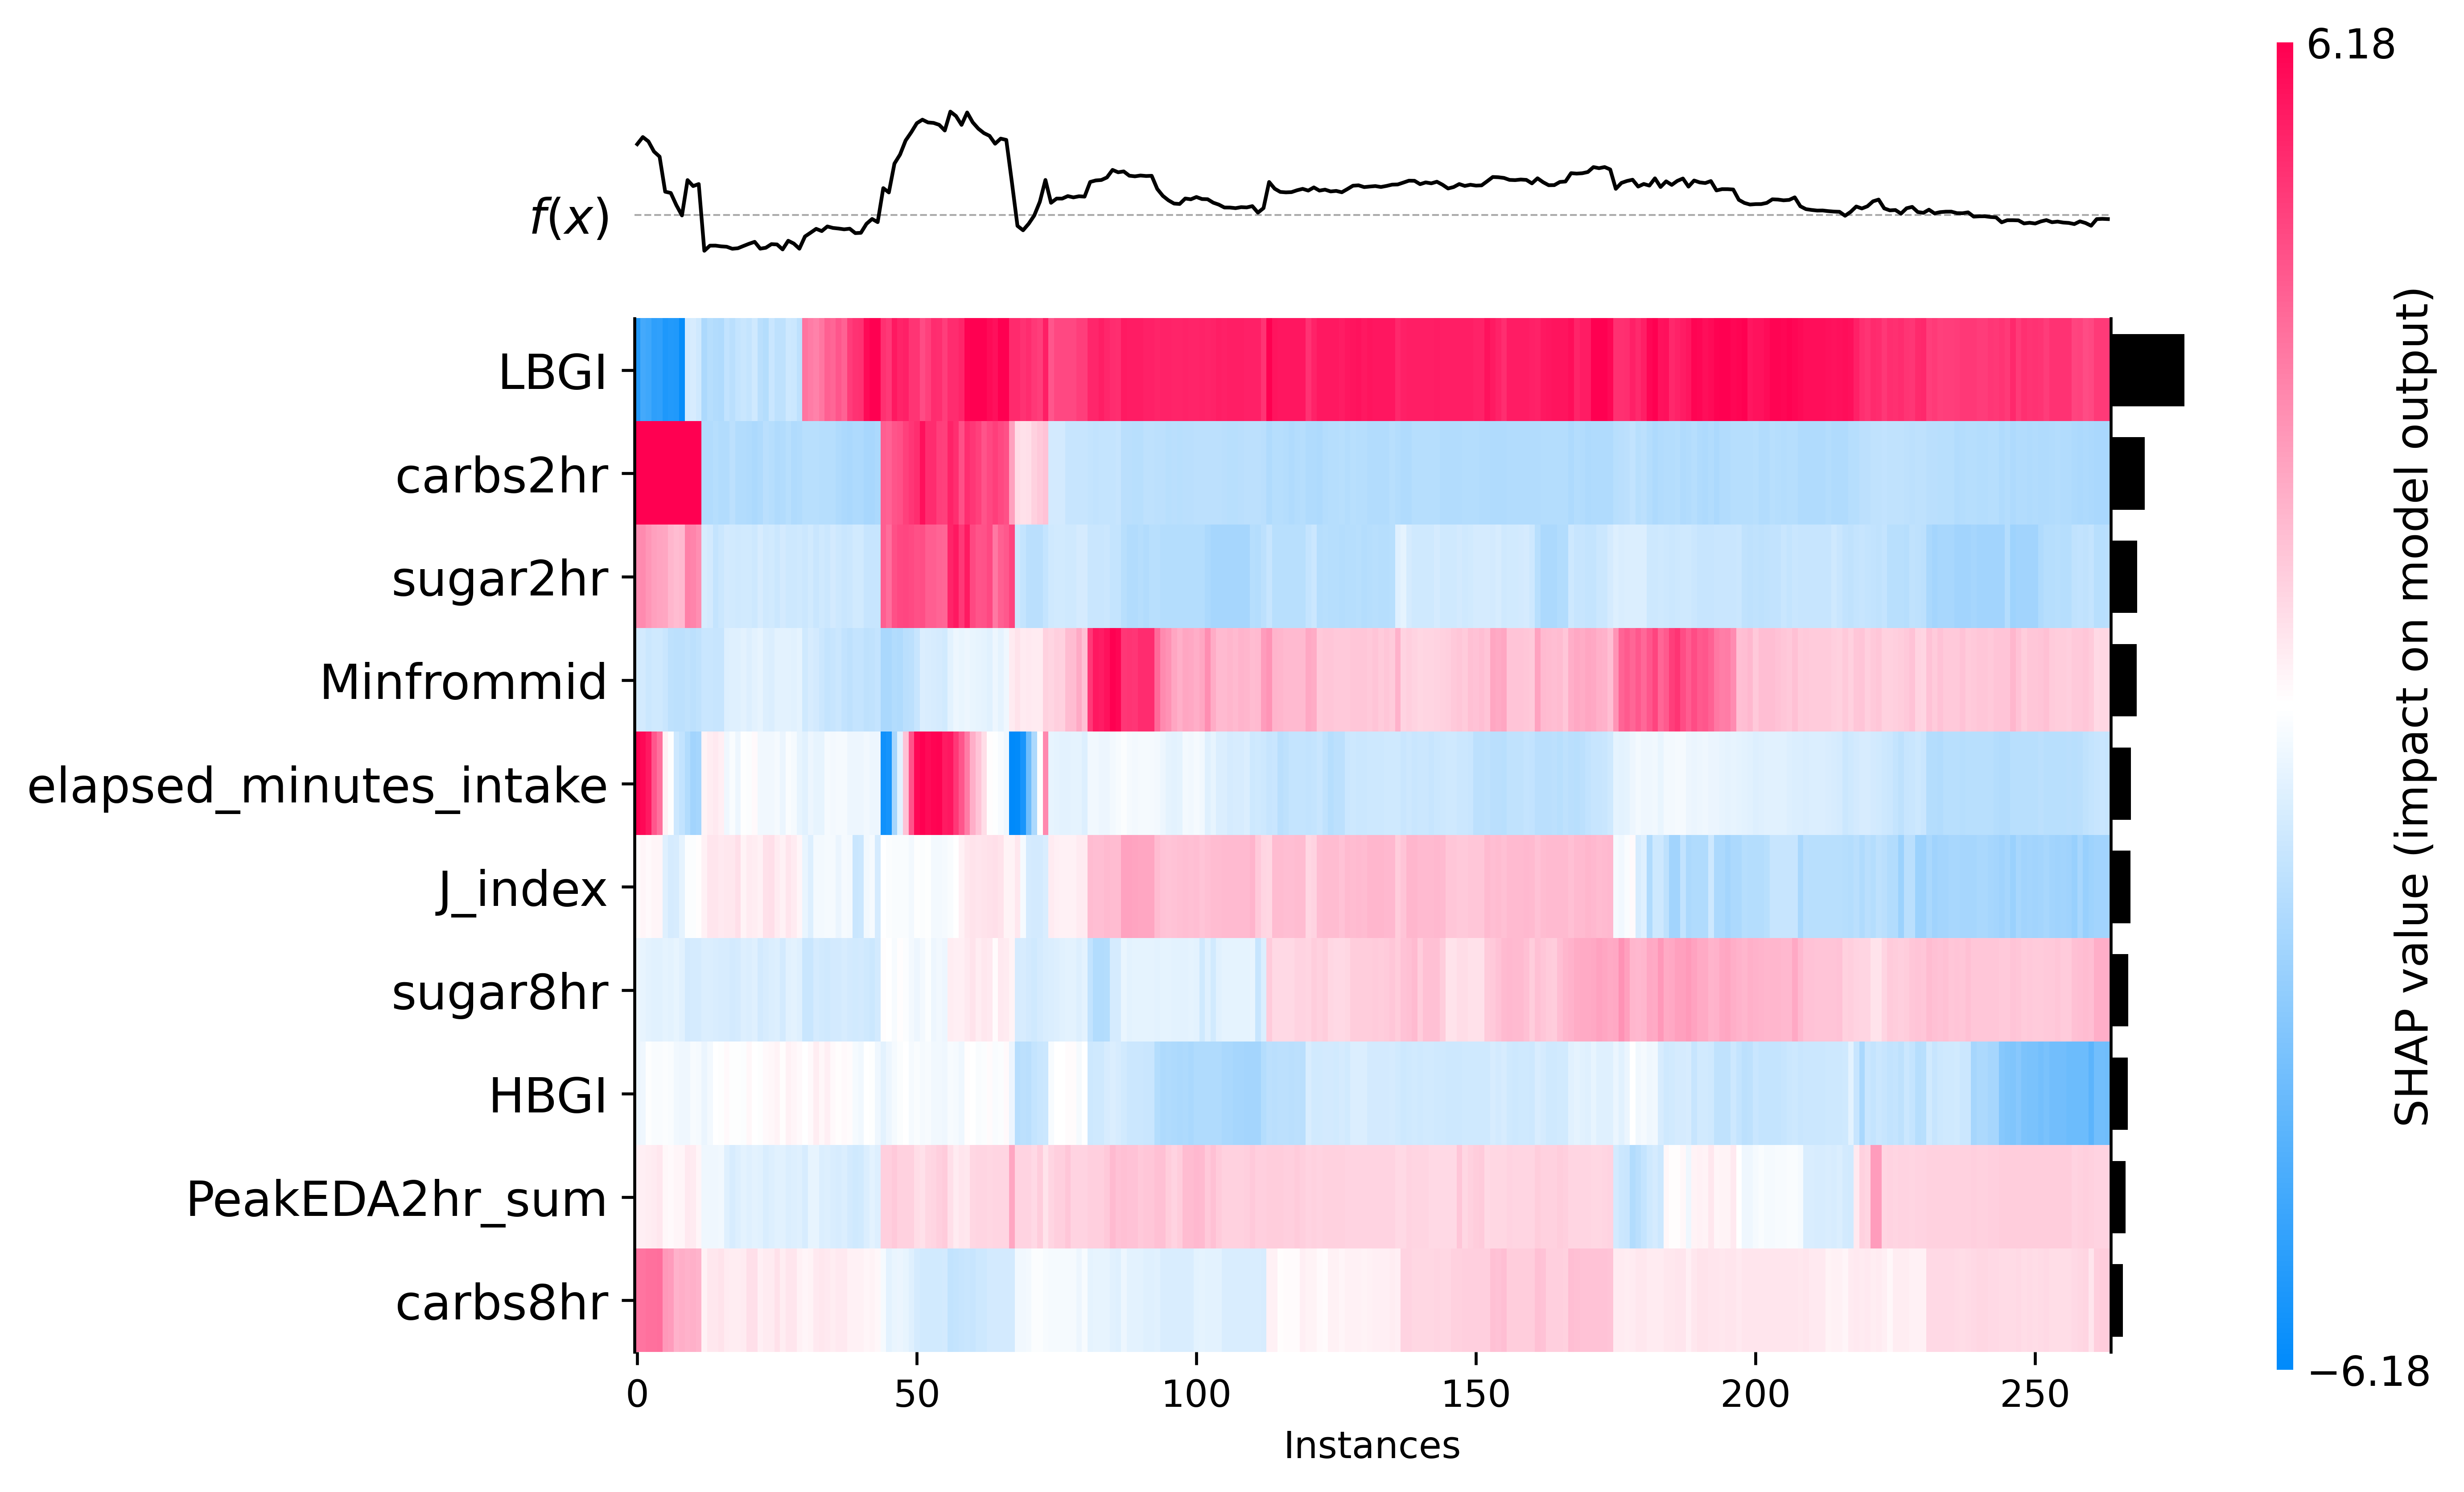 6.18
f(x)
LBGI
carbs2hr
sugar2hr
Minfrommid
elapsed_minutes_intake
J_index
sugar8hr
HBGI
PeakEDA2hr_sum
carbs8hr
0 50 100 150 200 250
Instances
SHAP value (impact on model output)
−6.18